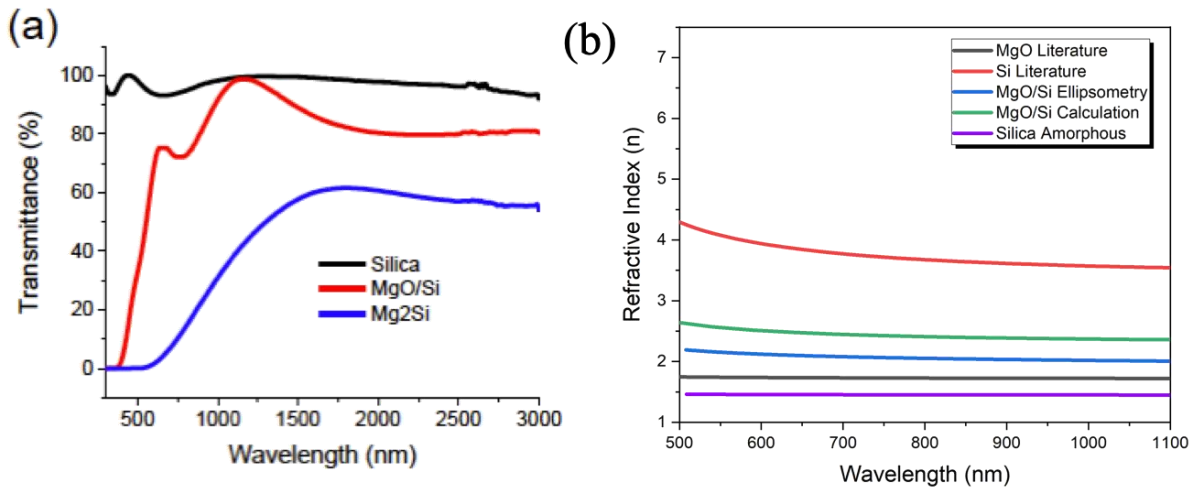 (a)
100
80
60
40
20
0
Transmittance (%)
Silica
MgO/Si
Mg2Si
500 1000 1500 2000 2500 3000
Wavelength (nm)
(b)
7
6
5
4
3
2
1
Refractive Index (n)
MgO Literature
Si Literature
MgO/Si Ellipsometry
MgO/Si Calculation
Silica Amorphous
500 600 700 800 900 1000 1100
Wavelength (nm)